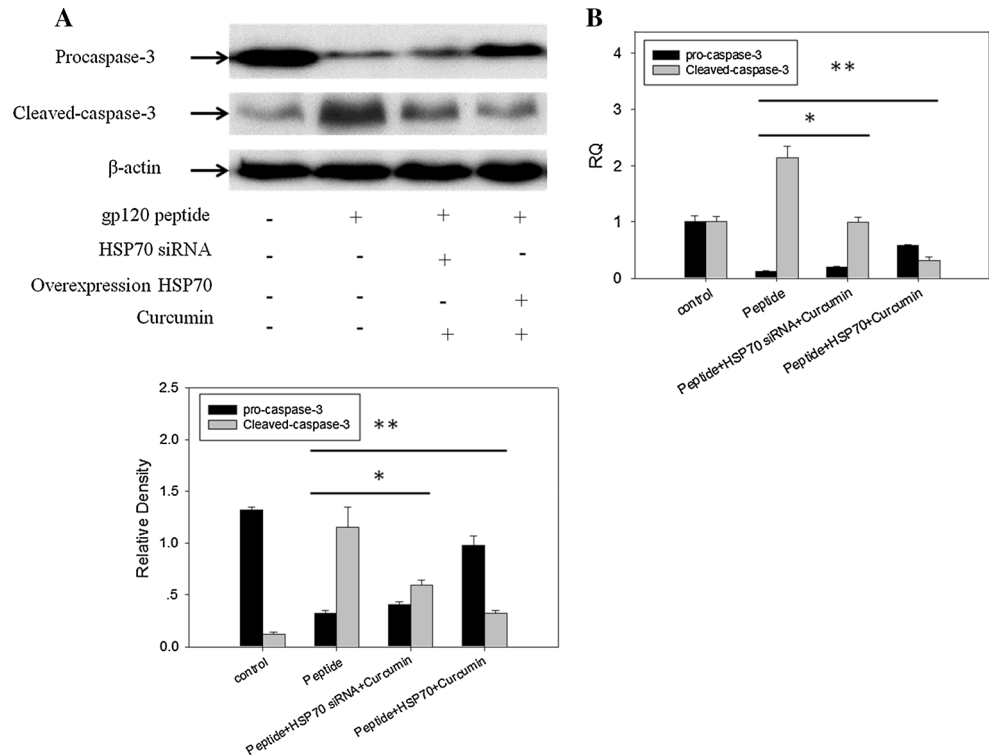 A
Procaspase-3
Cleaved-caspase-3
β-actin
gp120 peptide - + + +
HSP70 siRNA - - + -
Overexpression HSP70 - - - +
Curcumin - - + +
2.5
2.0
1.5
1.0
.5
0.0
Relative Density
pro-caspase-3
Cleaved-caspase-3
**
*
control
Peptide
Peptide+HSP70 siRNA+Curcumin
Peptide+HSP70+Curcumin
B
4
3
2
1
0
RQ
pro-caspase-3
Cleaved-caspase-3
**
*
control
Peptide
Peptide+HSP70 siRNA+Curcumin
Peptide+HSP70+Curcumin